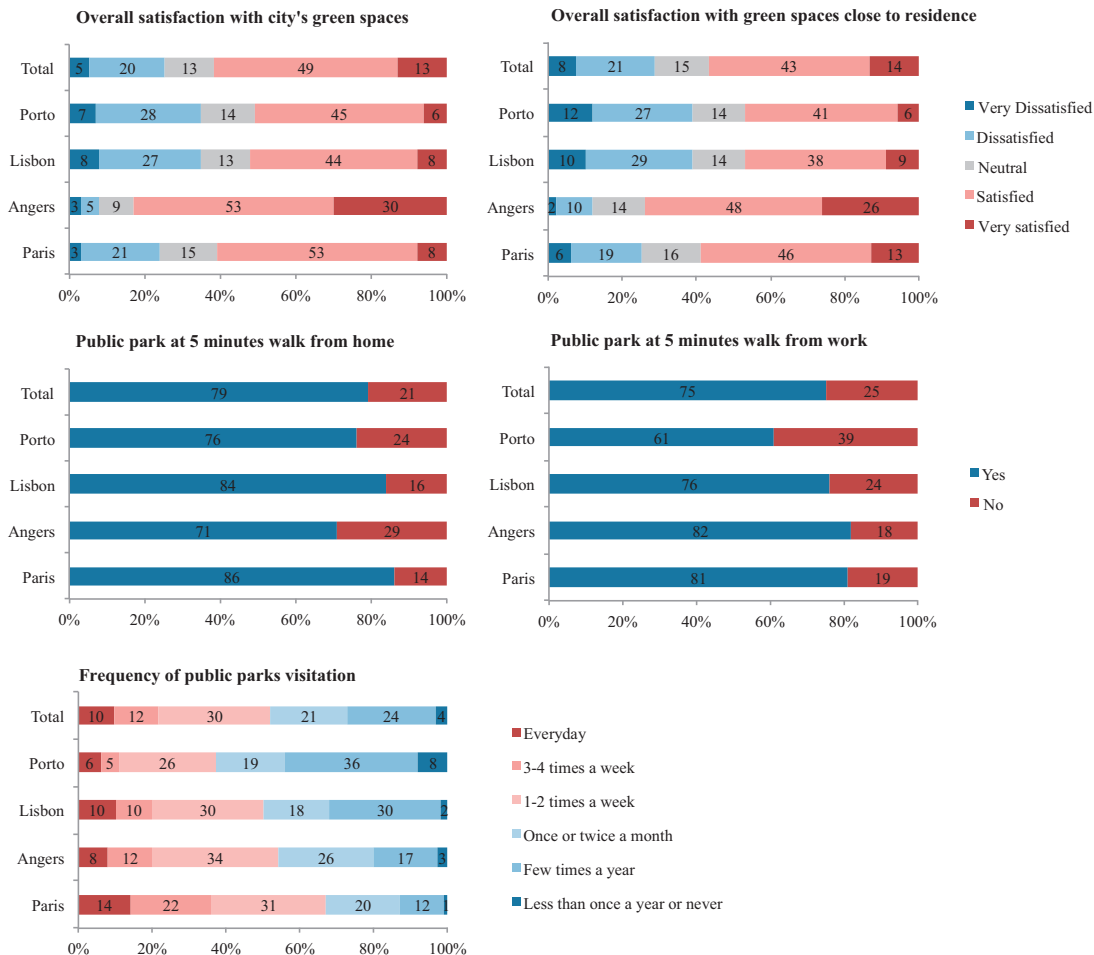 Overall satisfaction with city's green spaces
Total 5 20 13 49 13
Porto 7 28 14 45 6
Lisbon 8 27 13 44 8
Angers 3 5 9 53 30
Paris 3 21 15 53 8
0% 20% 40% 60% 80% 100%
Overall satisfaction with green spaces close to residence
Total 8 21 15 43 14
Porto 12 27 14 41 6
Lisbon 10 29 14 38 9
Angers 2 10 14 48 26
Paris 6 19 16 46 13
0% 20% 40% 60% 80% 100%
Very Dissatisfied
Dissatisfied
Neutral
Satisfied
Very satisfied
Public park at 5 minutes walk from home
Total 79 21
Porto 76 24
Lisbon 84 16
Angers 71 29
Paris 86 14
0% 20% 40% 60% 80% 100%
Public park at 5 minutes walk from work
Total 75 25
Porto 61 39
Lisbon 76 24
Angers 82 18
Paris 81 19
0% 20% 40% 60% 80% 100%
Yes
No
Frequency of public parks visitation
Total 10 12 30 21 24 4
Porto 6 5 26 19 36 8
Lisbon 10 10 30 18 30 2
Angers 8 12 34 26 17 3
Paris 14 22 31 20 12 1
0% 20% 40% 60% 80% 100%
Everyday
3-4 times a week
1-2 times a week
Once or twice a month
Few times a year
Less than once a year or never